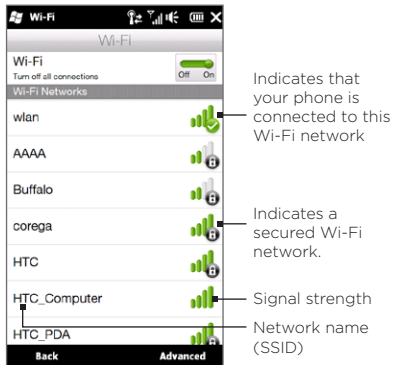 Wi-Fi
Wi-Fi
Wi-Fi
Turn off all connections
Off On
Wi-Fi Networks
wlan
AAAA
Buffalo
corega
HTC
HTC_Computer
HTC_PDA
Back Advanced
Indicates that
your phone is
connected to this
Wi-Fi network
Indicates a
secured Wi-Fi
network.
Signal strength
Network name
(SSID)